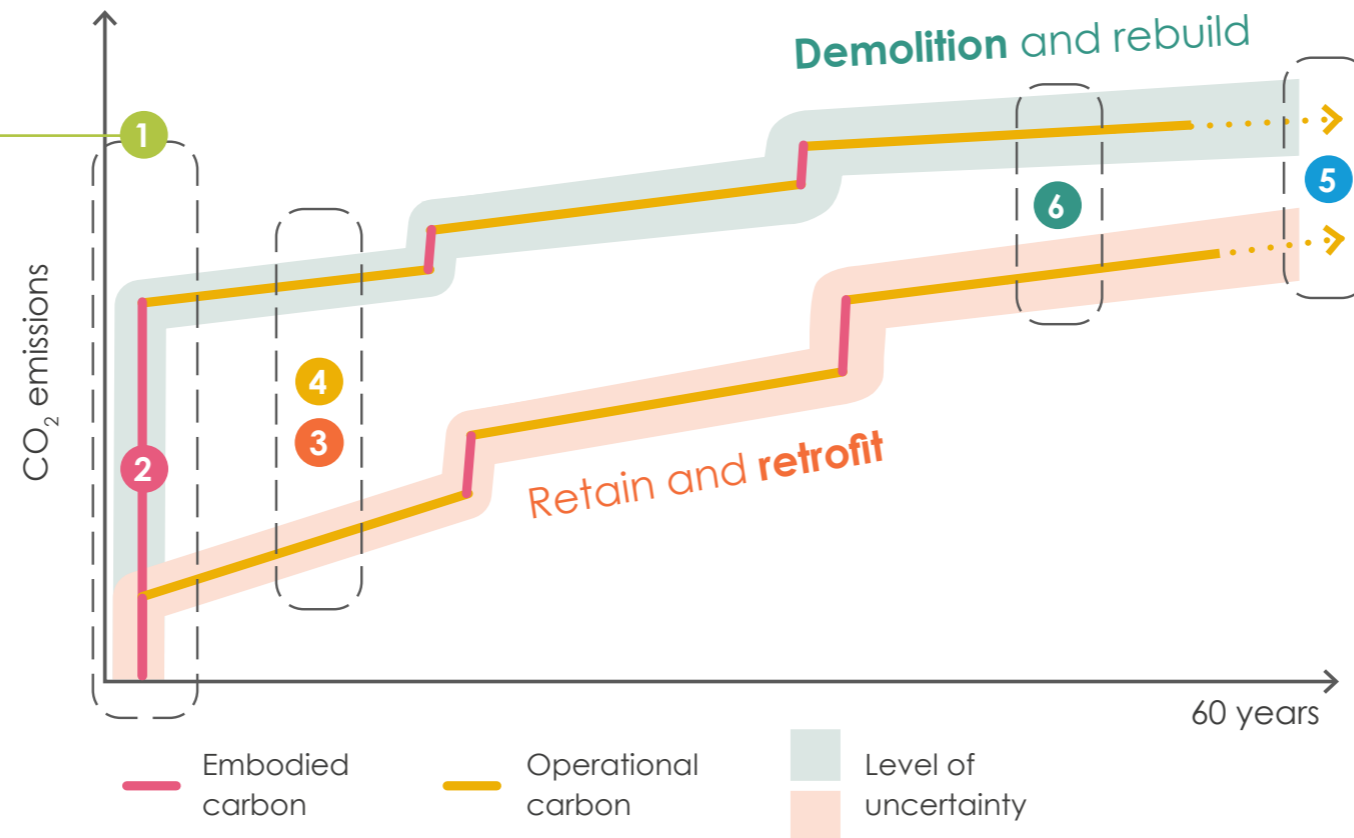 Demolition and rebuild
1
6
5
4
3
2
CO₂ emissions
Retain and retrofit
60 years
Embodied
carbon
Operational
carbon
Level of
uncertainty